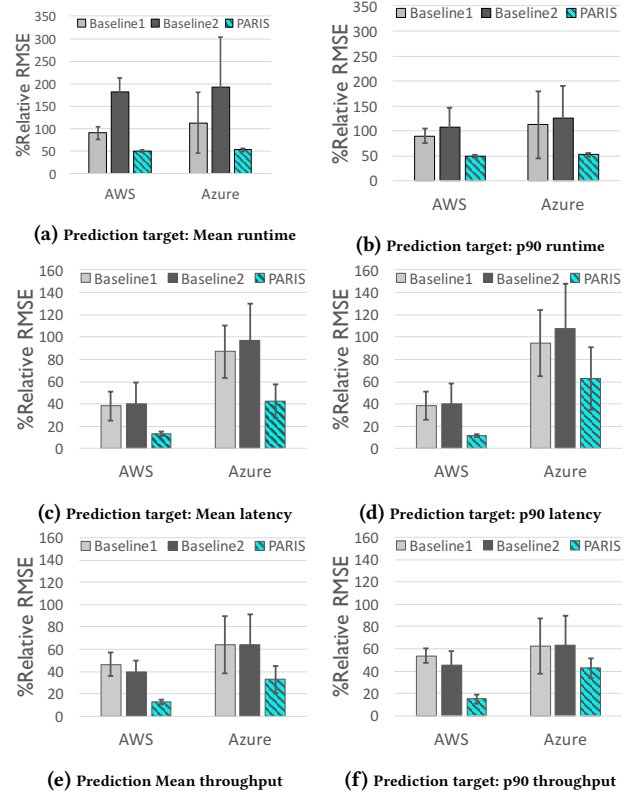 %Relative RMSE
350
300
250
200
150
100
50
0
Baseline1 Baseline2 PARIS
AWS Azure
(a) Prediction target: Mean runtime
%Relative RMSE
350
300
250
200
150
100
50
0
Baseline1 Baseline2 PARIS
AWS Azure
(b) Prediction target: p90 runtime
%Relative RMSE
160
140
120
100
80
60
40
20
0
Baseline1 Baseline2 PARIS
AWS Azure
(c) Prediction target: Mean latency
%Relative RMSE
160
140
120
100
80
60
40
20
0
Baseline1 Baseline2 PARIS
AWS Azure
(d) Prediction target: p90 latency
%Relative RMSE
160
140
120
100
80
60
40
20
0
Baseline1 Baseline2 PARIS
AWS Azure
(e) Prediction Mean throughput
%Relative RMSE
160
140
120
100
80
60
40
20
0
Baseline1 Baseline2 PARIS
AWS Azure
(f) Prediction target: p90 throughput